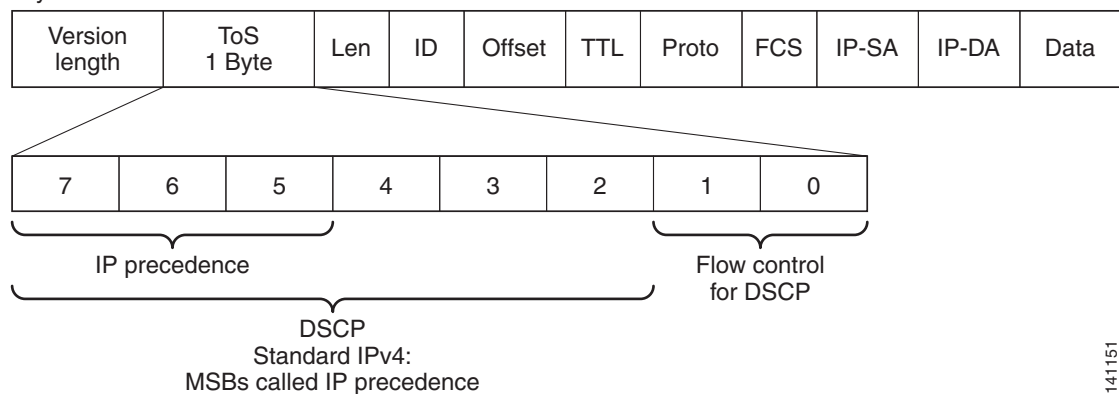 Version length
ToS 1 Byte
Len
ID
Offset
TTL
Proto
FCS
IP-SA
IP-DA
Data
7
6
5
4
3
2
1
0
IP precedence
Flow control
for DSCP
DSCP
Standard IPv4:
MSBs called IP precedence
141151